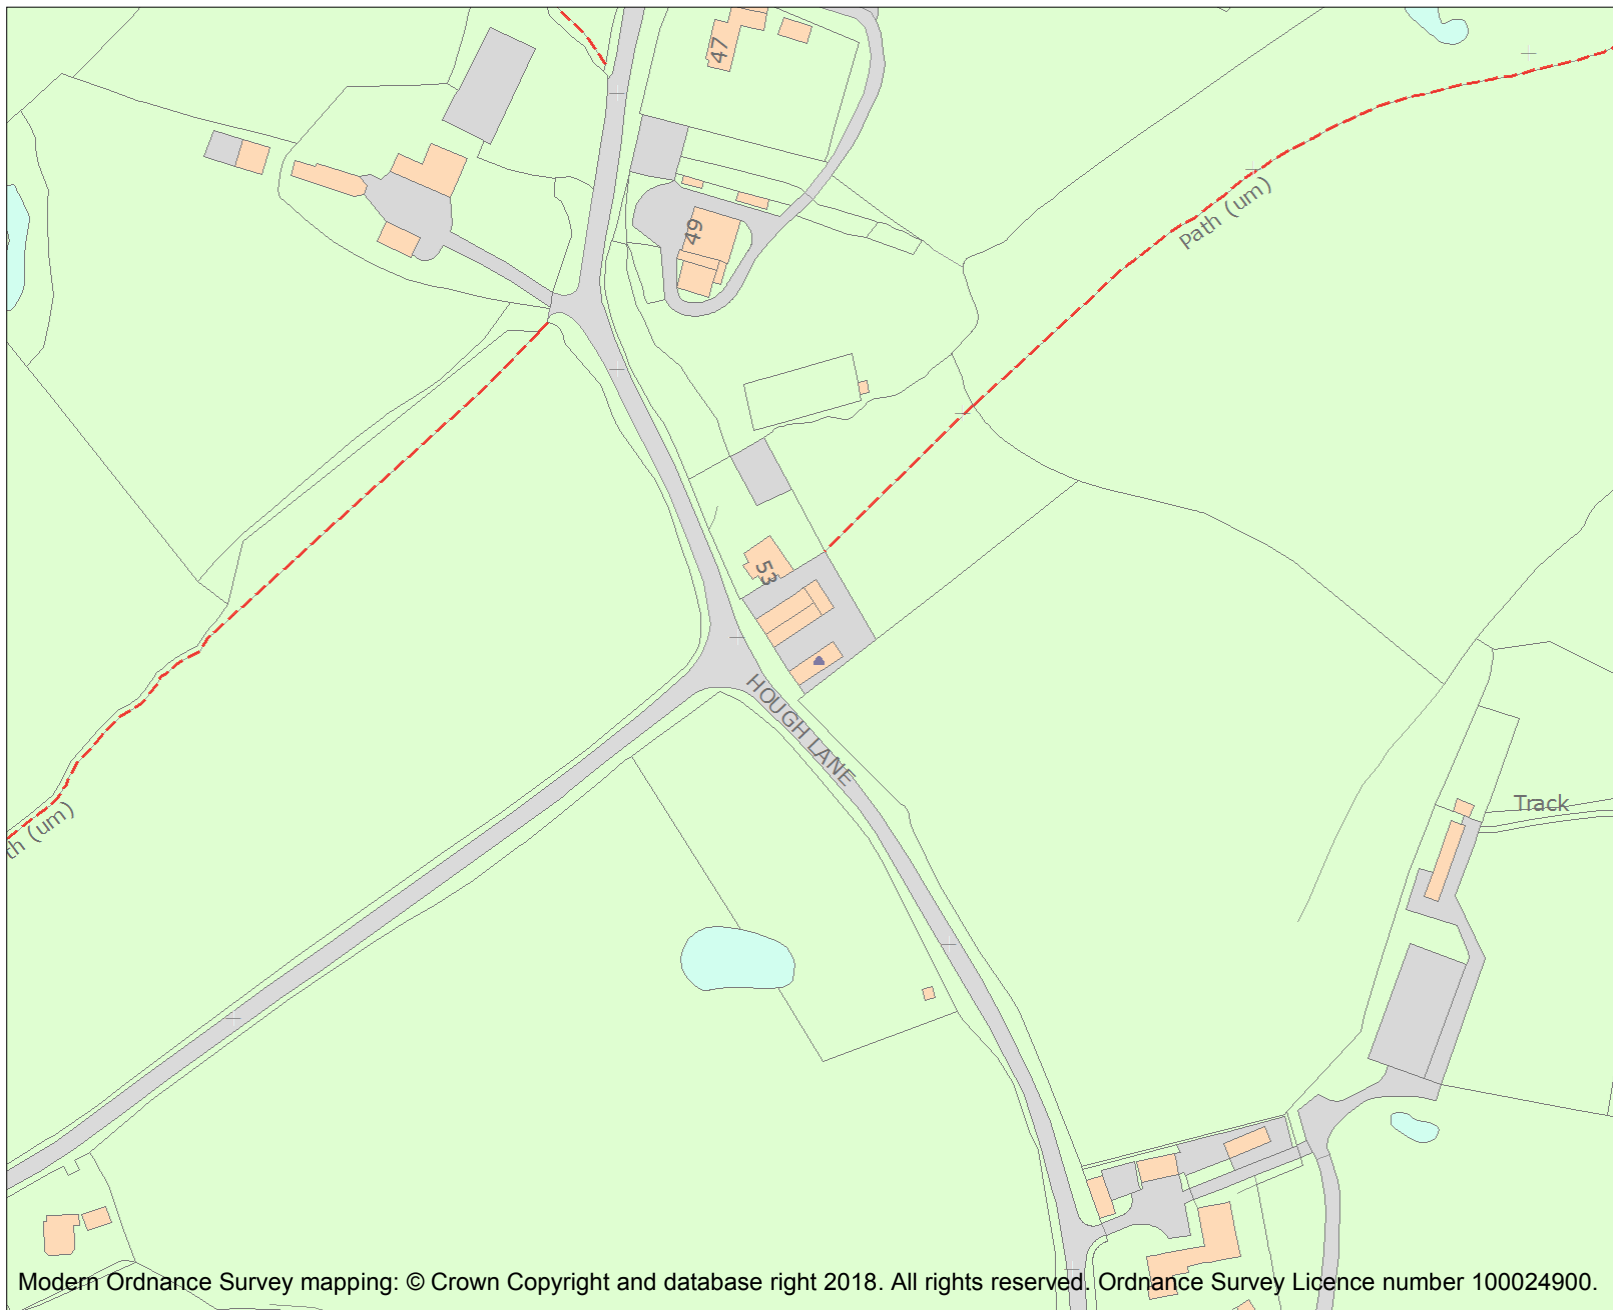 47
49
Path (um)
53
HOUGH LANE
Track
th (um)
Modern Ordnance Survey mapping: © Crown Copyright and database right 2018. All rights reserved. Ordnance Survey Licence number 100024900.